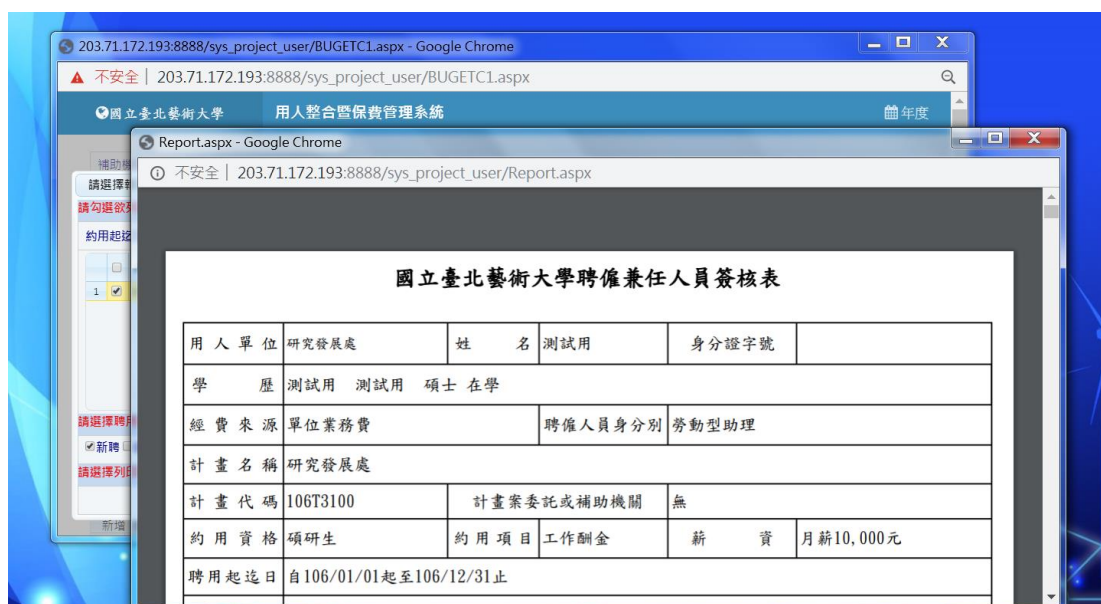 203.71.172.193:8888/sys_project_user/BUGETC1.aspx - Google Chrome
不安全 | 203.71.172.193:8888/sys_project_user/BUGETC1.aspx
國立臺北藝術大學 用人整合暨保費管理系統 年度
Report.aspx - Google Chrome
不安全 | 203.71.172.193:8888/sys_project_user/Report.aspx
補助機
請選擇
請勾選欲
約用起迄
1
請選擇聘
新聘
請選擇列
新增
國立臺北藝術大學聘僱兼任人員簽核表
用人單位 研究發展處 姓名 測試用 身分證字號
學歷 測試用 測試用 碩士 在學
經費來源 單位業務費 聘僱人員身分別 勞動型助理
計畫名稱 研究發展處
計畫代碼 106T3100 計畫案委託或補助機關 無
約用資格 碩研生 約用項目 工作酬金 薪資 月薪10,000元
聘用起迄日 自106/01/01起至106/12/31止